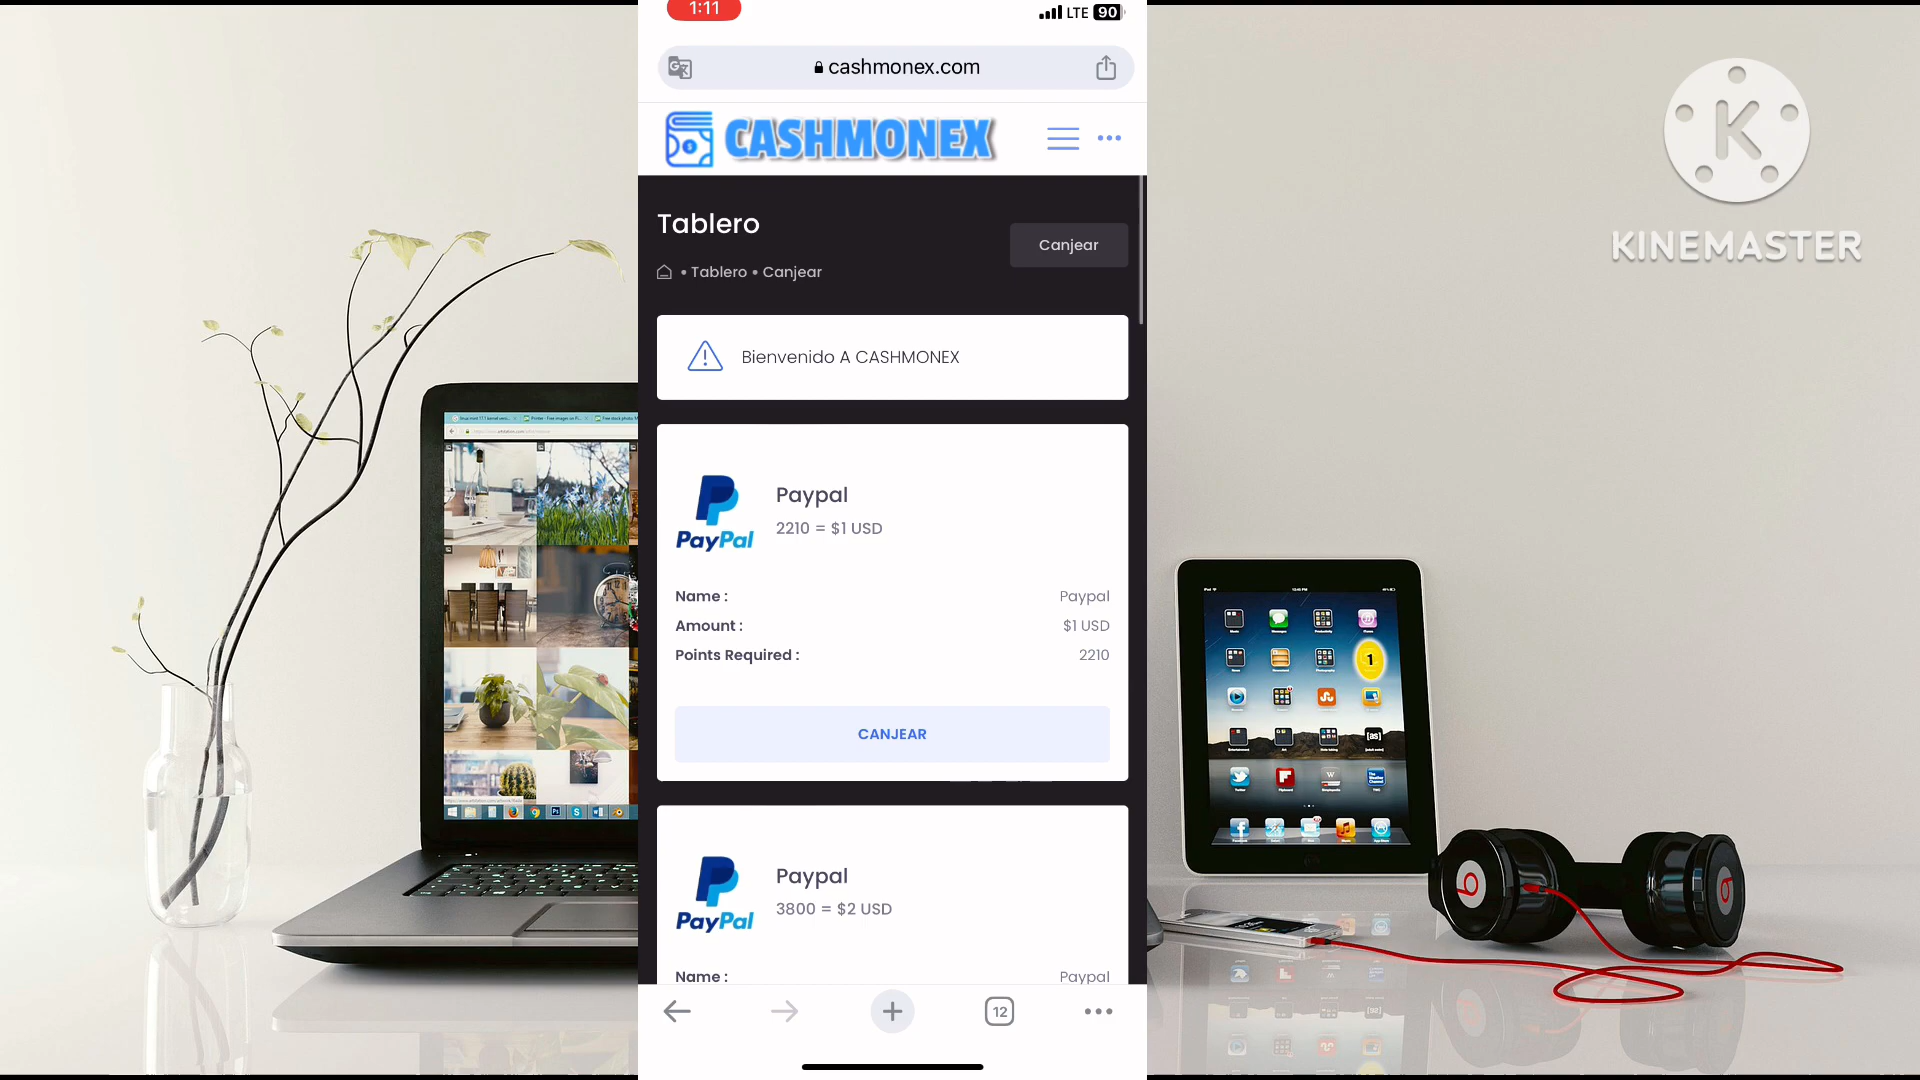 1:11
LTE 90
cashmonex.com
CASHMONEX
Tablero
Canjear
• Tablero • Canjear
Bienvenido A CASHMONEX
PayPal
Paypal
2210 = $1 USD
Name : Paypal
Amount : $1 USD
Points Required : 2210
CANJEAR
PayPal
Paypal
3800 = $2 USD
Name : Paypal
12
K
KINEMASTER
1